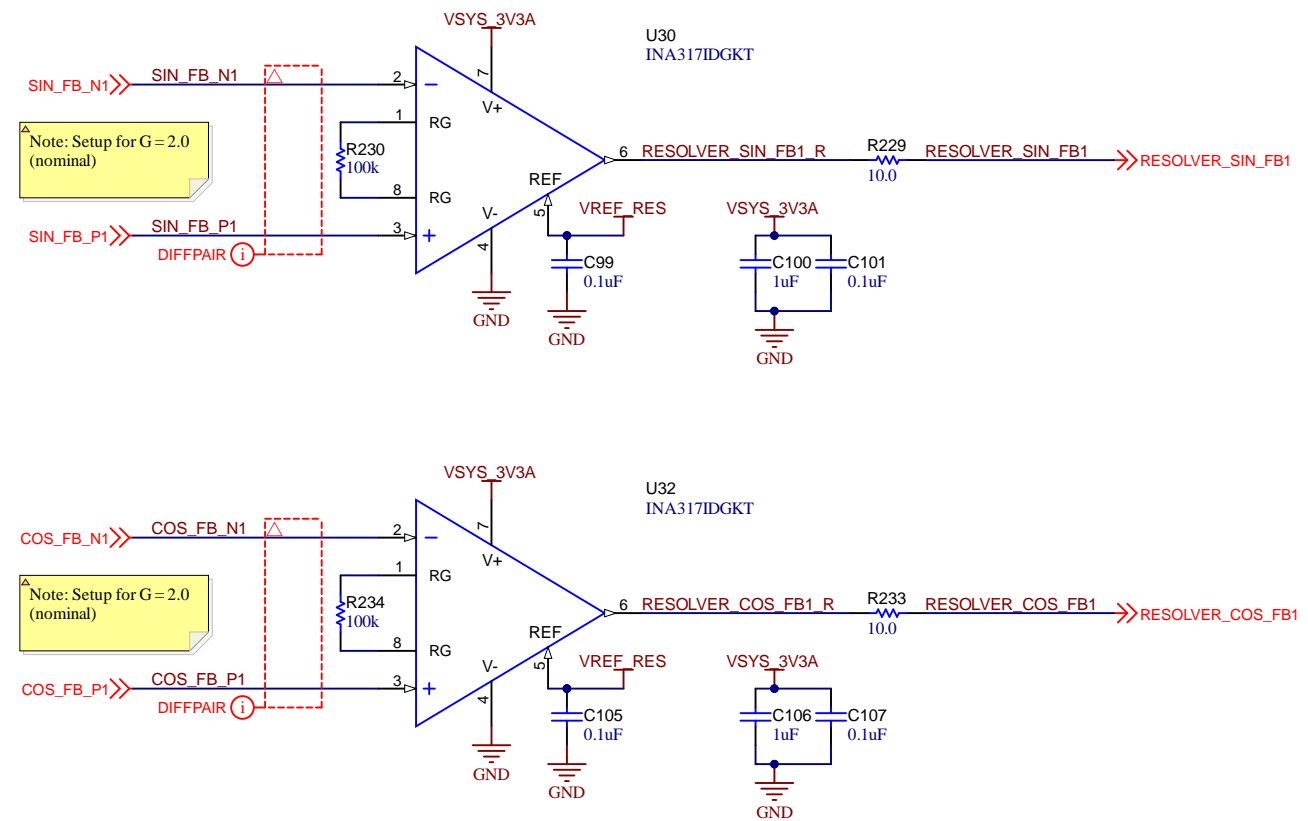 VSYS_3V3A
U30
INA317IDGKT
SIN_FB_N1
SIN_FB_N1
2
7
V+
1
RG
Note: Setup for G = 2.0
(nominal)
R230
100k
6
RESOLVER_SIN_FB1_R
R229
10.0
RESOLVER_SIN_FB1
RESOLVER_SIN_FB1
8
RG
REF
5
VREF_RES
VSYS_3V3A
SIN_FB_P1
SIN_FB_P1
3
V-
4
DIFFPAIR
i
C99
0.1uF
C100
1uF
C101
0.1uF
GND
GND
GND
VSYS_3V3A
U32
INA317IDGKT
COS_FB_N1
COS_FB_N1
2
7
V+
1
RG
Note: Setup for G = 2.0
(nominal)
R234
100k
6
RESOLVER_COS_FB1_R
R233
10.0
RESOLVER_COS_FB1
RESOLVER_COS_FB1
8
RG
REF
5
VREF_RES
VSYS_3V3A
COS_FB_P1
COS_FB_P1
3
V-
4
DIFFPAIR
i
C105
0.1uF
C106
1uF
C107
0.1uF
GND
GND
GND